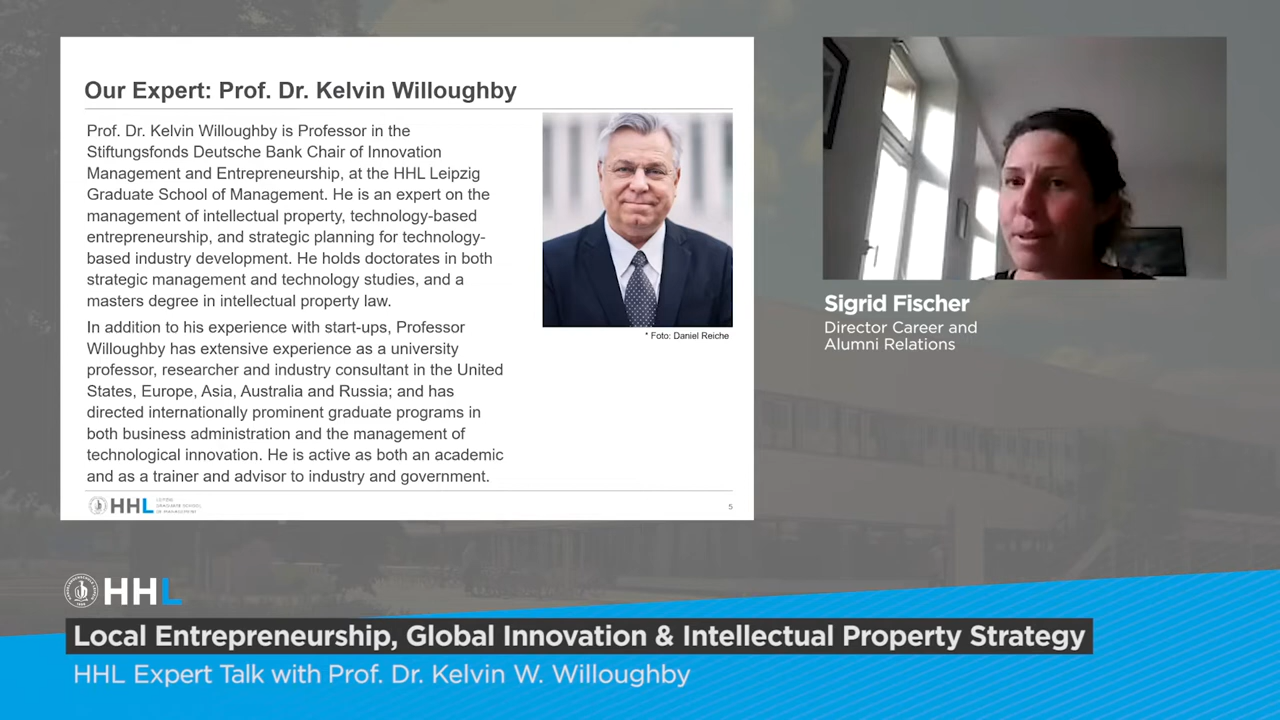 Our Expert: Prof. Dr. Kelvin Willoughby
Prof. Dr. Kelvin Willoughby is Professor in the
Stiftungsfonds Deutsche Bank Chair of Innovation
Management and Entrepreneurship, at the HHL Leipzig
Graduate School of Management. He is an expert on the
management of intellectual property, technology-based
entrepreneurship, and strategic planning for technology-
based industry development. He holds doctorates in both
strategic management and technology studies, and a
masters degree in intellectual property law.
In addition to his experience with start-ups, Professor
Willoughby has extensive experience as a university
professor, researcher and industry consultant in the United
States, Europe, Asia, Australia and Russia; and has
directed internationally prominent graduate programs in
both business administration and the management of
technological innovation. He is active as both an academic
and as a trainer and advisor to industry and government.
* Foto: Daniel Reiche
HHL
LEIPZIG
GRADUATE SCHOOL
OF MANAGEMENT
5
Sigrid Fischer
Director Career and
Alumni Relations
HHL
Local Entrepreneurship, Global Innovation & Intellectual Property Strategy
HHL Expert Talk with Prof. Dr. Kelvin W. Willoughby